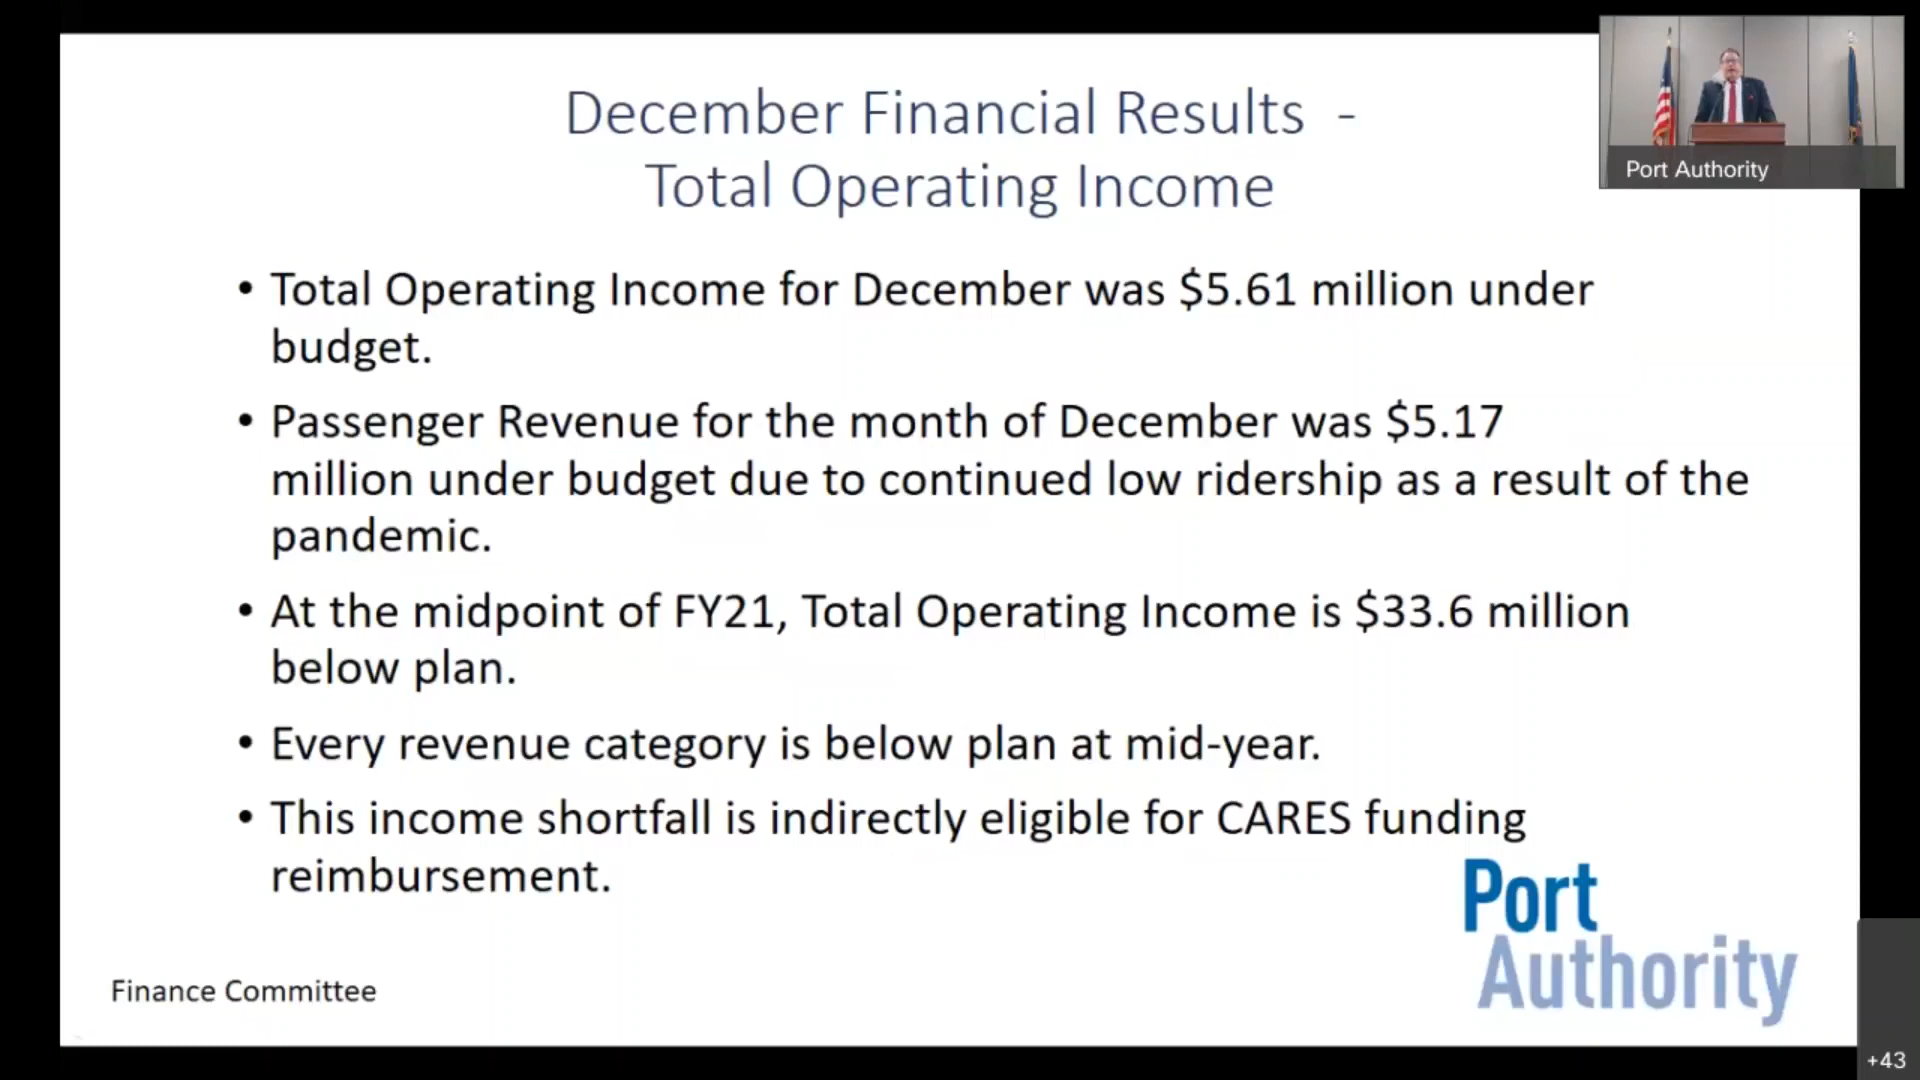 December Financial Results -
Total Operating Income
• Total Operating Income for December was $5.61 million under
budget.
• Passenger Revenue for the month of December was $5.17
million under budget due to continued low ridership as a result of the
pandemic.
• At the midpoint of FY21, Total Operating Income is $33.6 million
below plan.
• Every revenue category is below plan at mid-year.
• This income shortfall is indirectly eligible for CARES funding
reimbursement.
Finance Committee
Port
Authority
Port Authority
+43